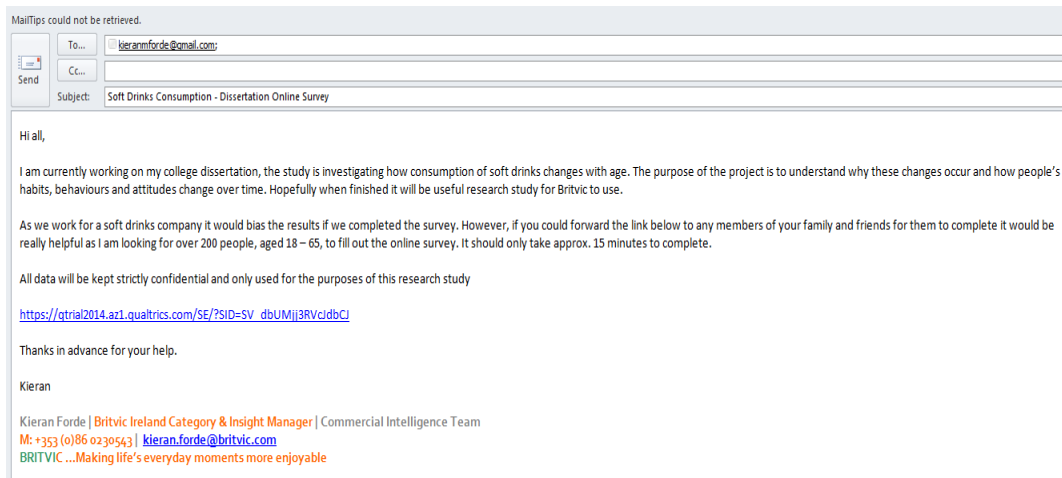 MailTips could not be retrieved.
To...
kieranmforde@gmail.com;
Send
Cc...
Subject: Soft Drinks Consumption - Dissertation Online Survey
Hi all,
I am currently working on my college dissertation, the study is investigating how consumption of soft drinks changes with age. The purpose of the project is to understand why these changes occur and how people's
habits, behaviours and attitudes change over time. Hopefully when finished it will be useful research study for Britvic to use.
As we work for a soft drinks company it would bias the results if we completed the survey. However, if you could forward the link below to any members of your family and friends for them to complete it would be
really helpful as I am looking for over 200 people, aged 18 – 65, to fill out the online survey. It should only take approx. 15 minutes to complete.
All data will be kept strictly confidential and only used for the purposes of this research study
https://qtrial2014.az1.qualtrics.com/SE/?SID=SV_dbUMjj3RVcJdbCJ
Thanks in advance for your help.
Kieran
Kieran Forde | Britvic Ireland Category & Insight Manager | Commercial Intelligence Team
M: +353 (0)86 0230543 | kieran.forde@britvic.com
BRITVIC ...Making life's everyday moments more enjoyable